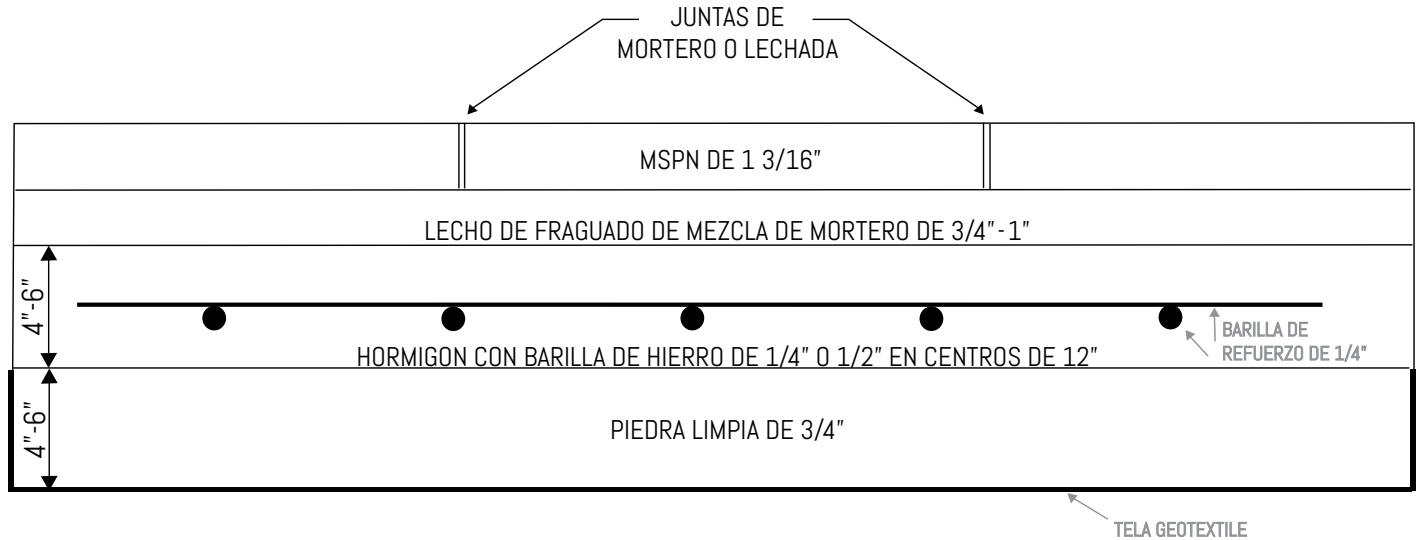 JUNTAS DE
MORTERO O LECHADA
MSPN DE 1 3/16"
LECHO DE FRAGUADO DE MEZCLA DE MORTERO DE 3/4"-1"
4"-6"
BARILLA DE
REFUERZO DE 1/4"
HORMIGON CON BARILLA DE HIERRO DE 1/4" O 1/2" EN CENTROS DE 12"
4"-6"
PIEDRA LIMPIA DE 3/4"
TELA GEOTEXTILE